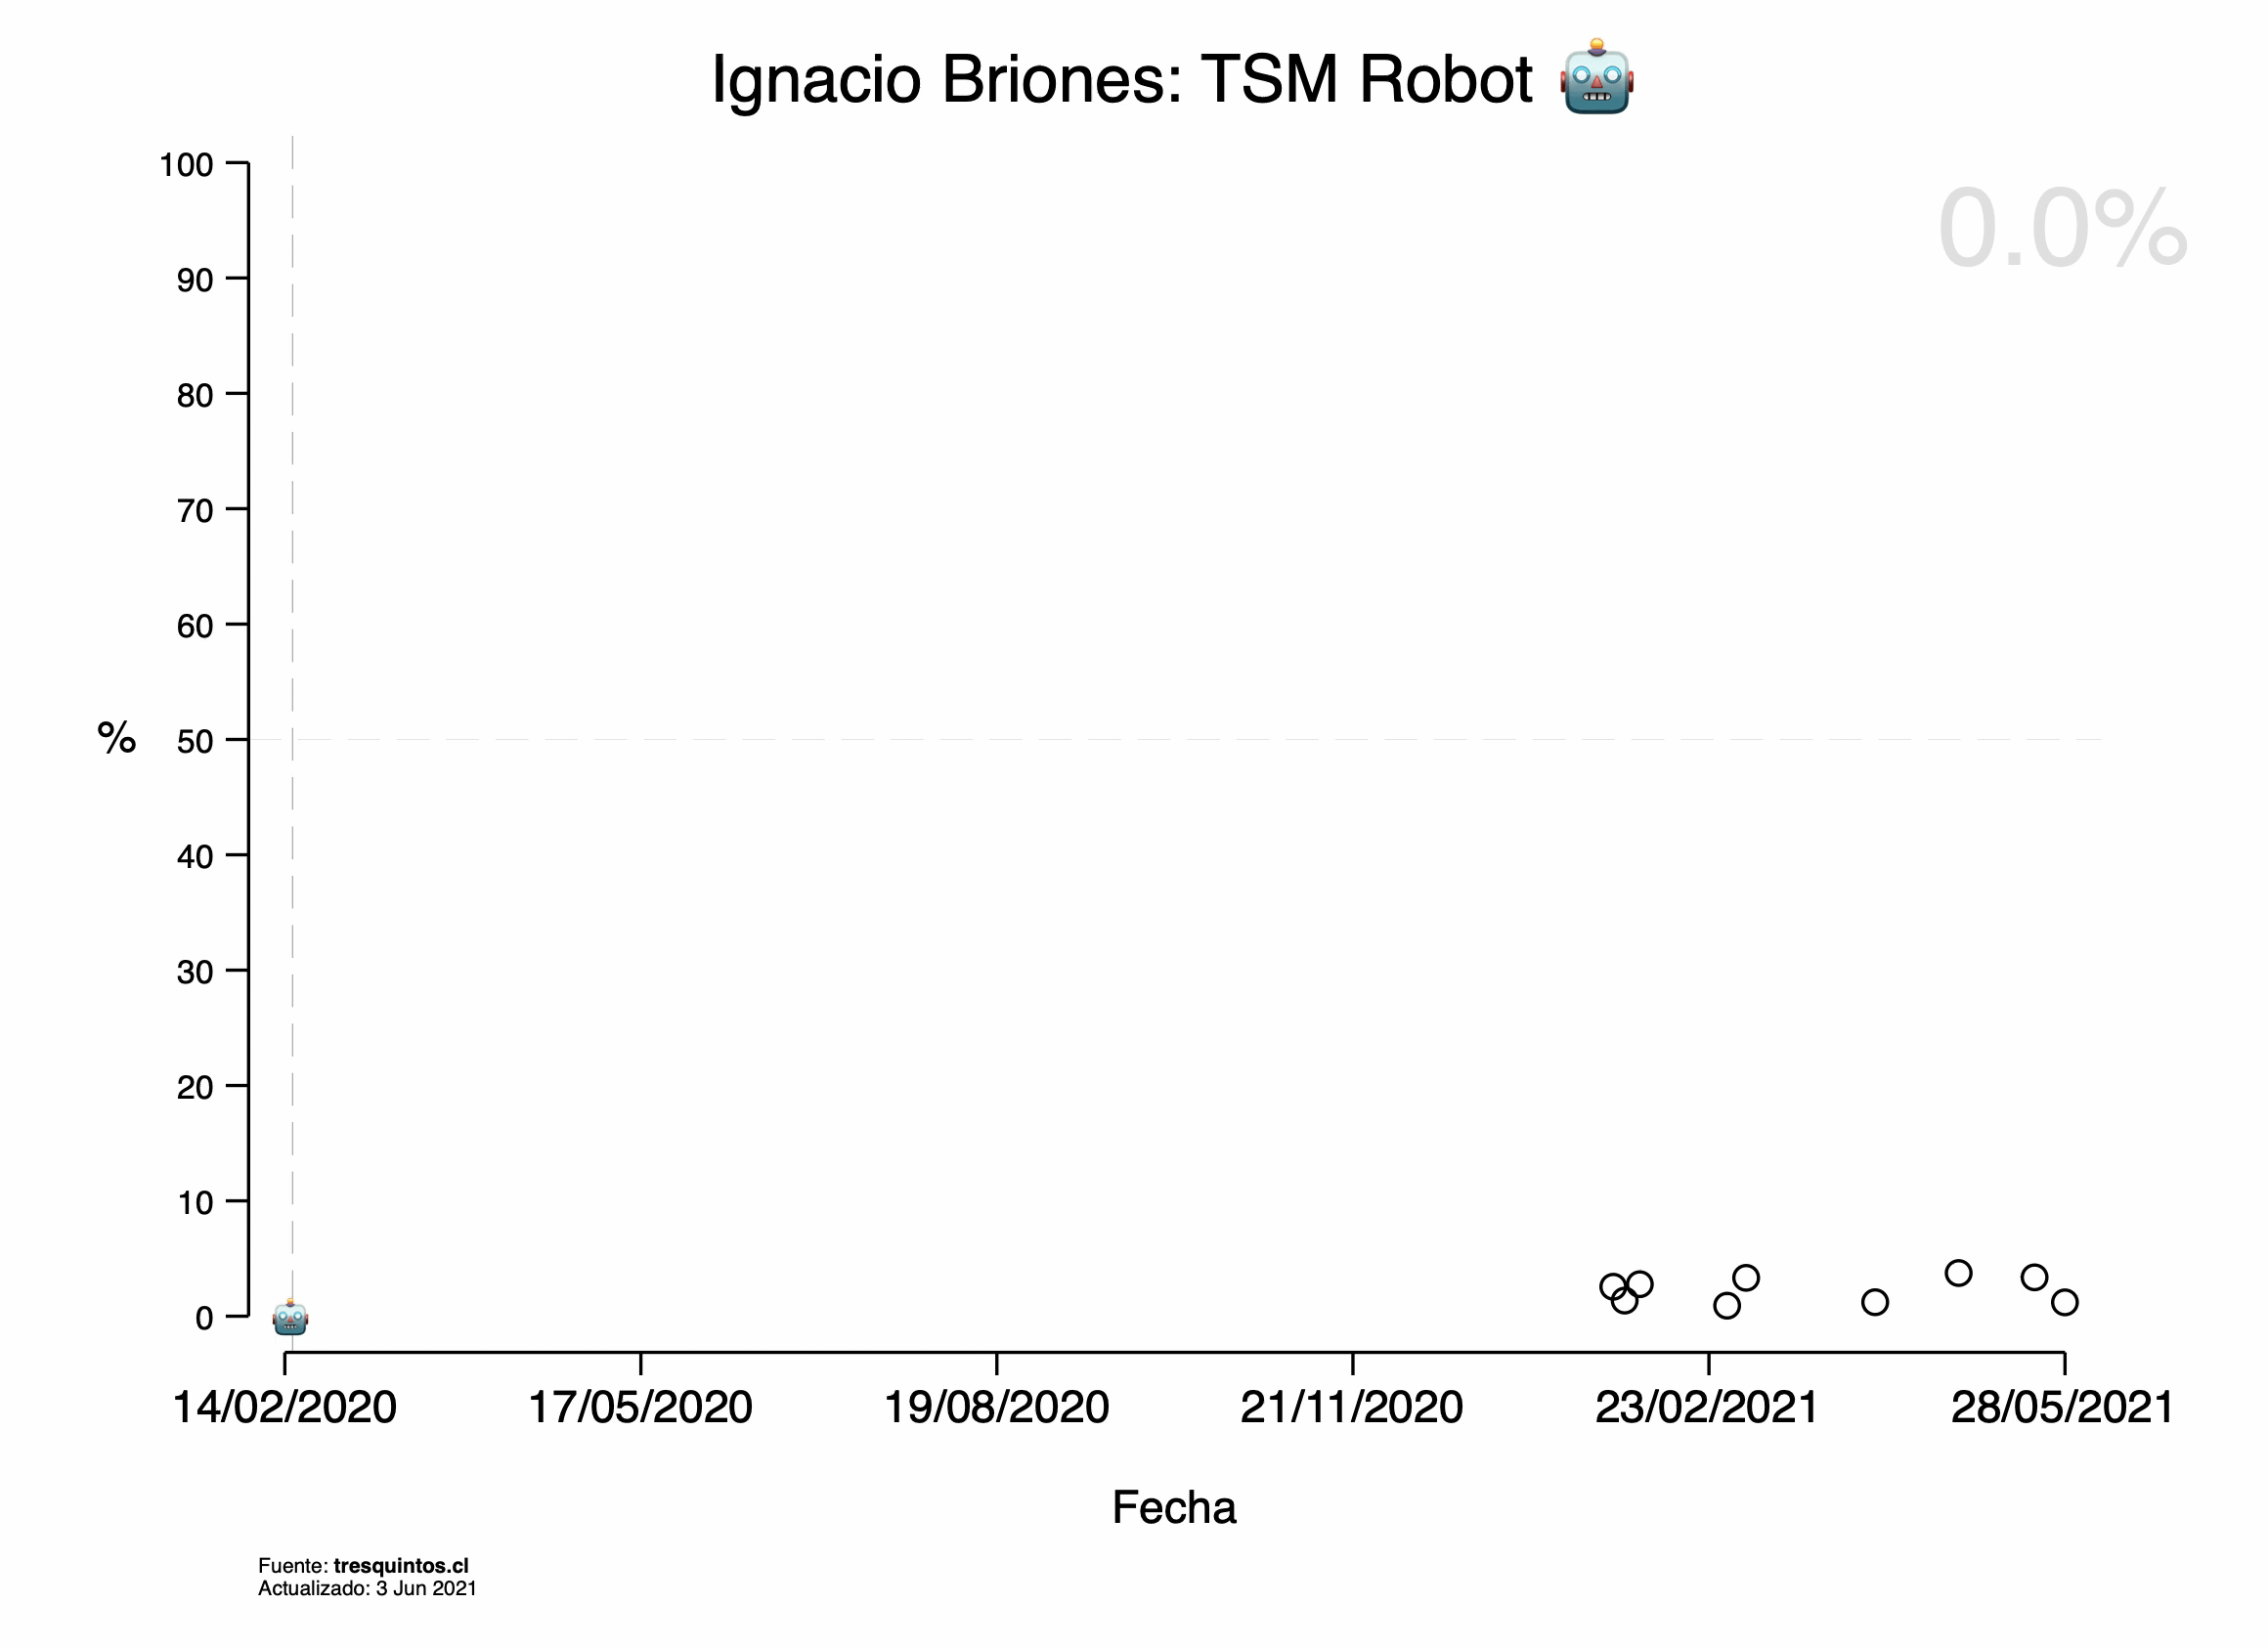 Ignacio Briones: TSM Robot 🤖
0.0%
100
90
80
70
60
50
40
30
20
10
0
%
14/02/2020 17/05/2020 19/08/2020 21/11/2020 23/02/2021 28/05/2021
Fecha
Fuente: tresquintos.cl
Actualizado: 3 Jun 2021